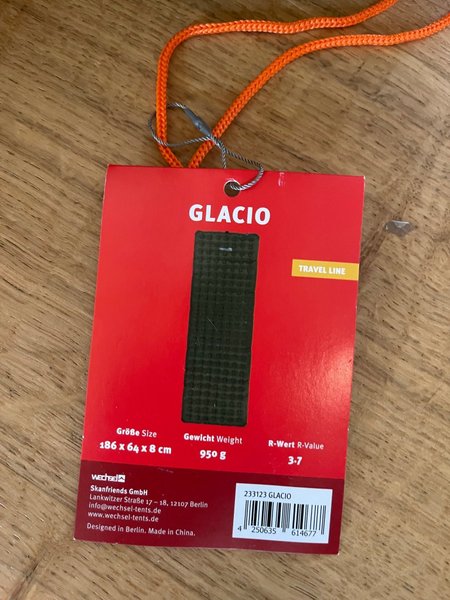 GLACIO
TRAVEL LINE
Größe Size
186 x 64 x 8 cm
Gewicht Weight
950 g
R-Wert R-Value
3.7
wechsel
Skanfriends GmbH
Lankwitzer Straße 17 – 18, 12107 Berlin
info@wechsel-tents.de
www.wechsel-tents.de
Designed in Berlin. Made in China.
233123 GLACIO
4 250635 614677